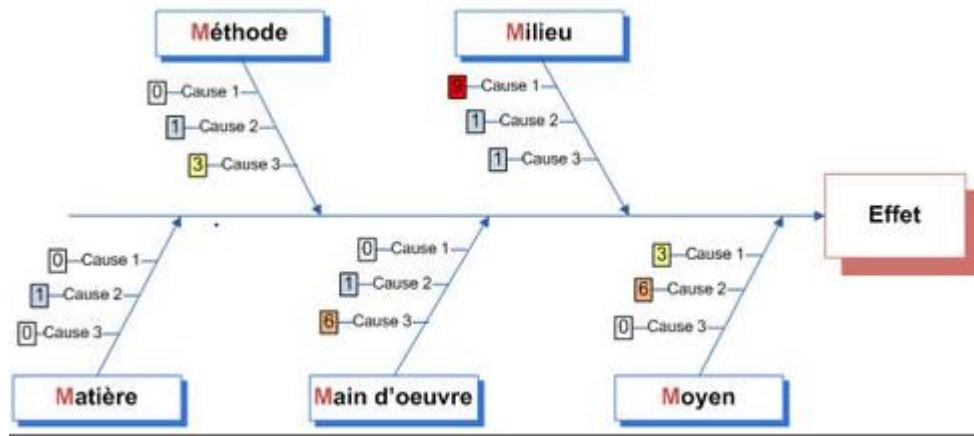 Méthode
Milieu
0 Cause 1
1 Cause 2
3 Cause 3
9 Cause 1
1 Cause 2
1 Cause 3
Effet
0 Cause 1
1 Cause 2
0 Cause 3
0 Cause 1
1 Cause 2
6 Cause 3
3 Cause 1
6 Cause 2
0 Cause 3
Matière
Main d'oeuvre
Moyen